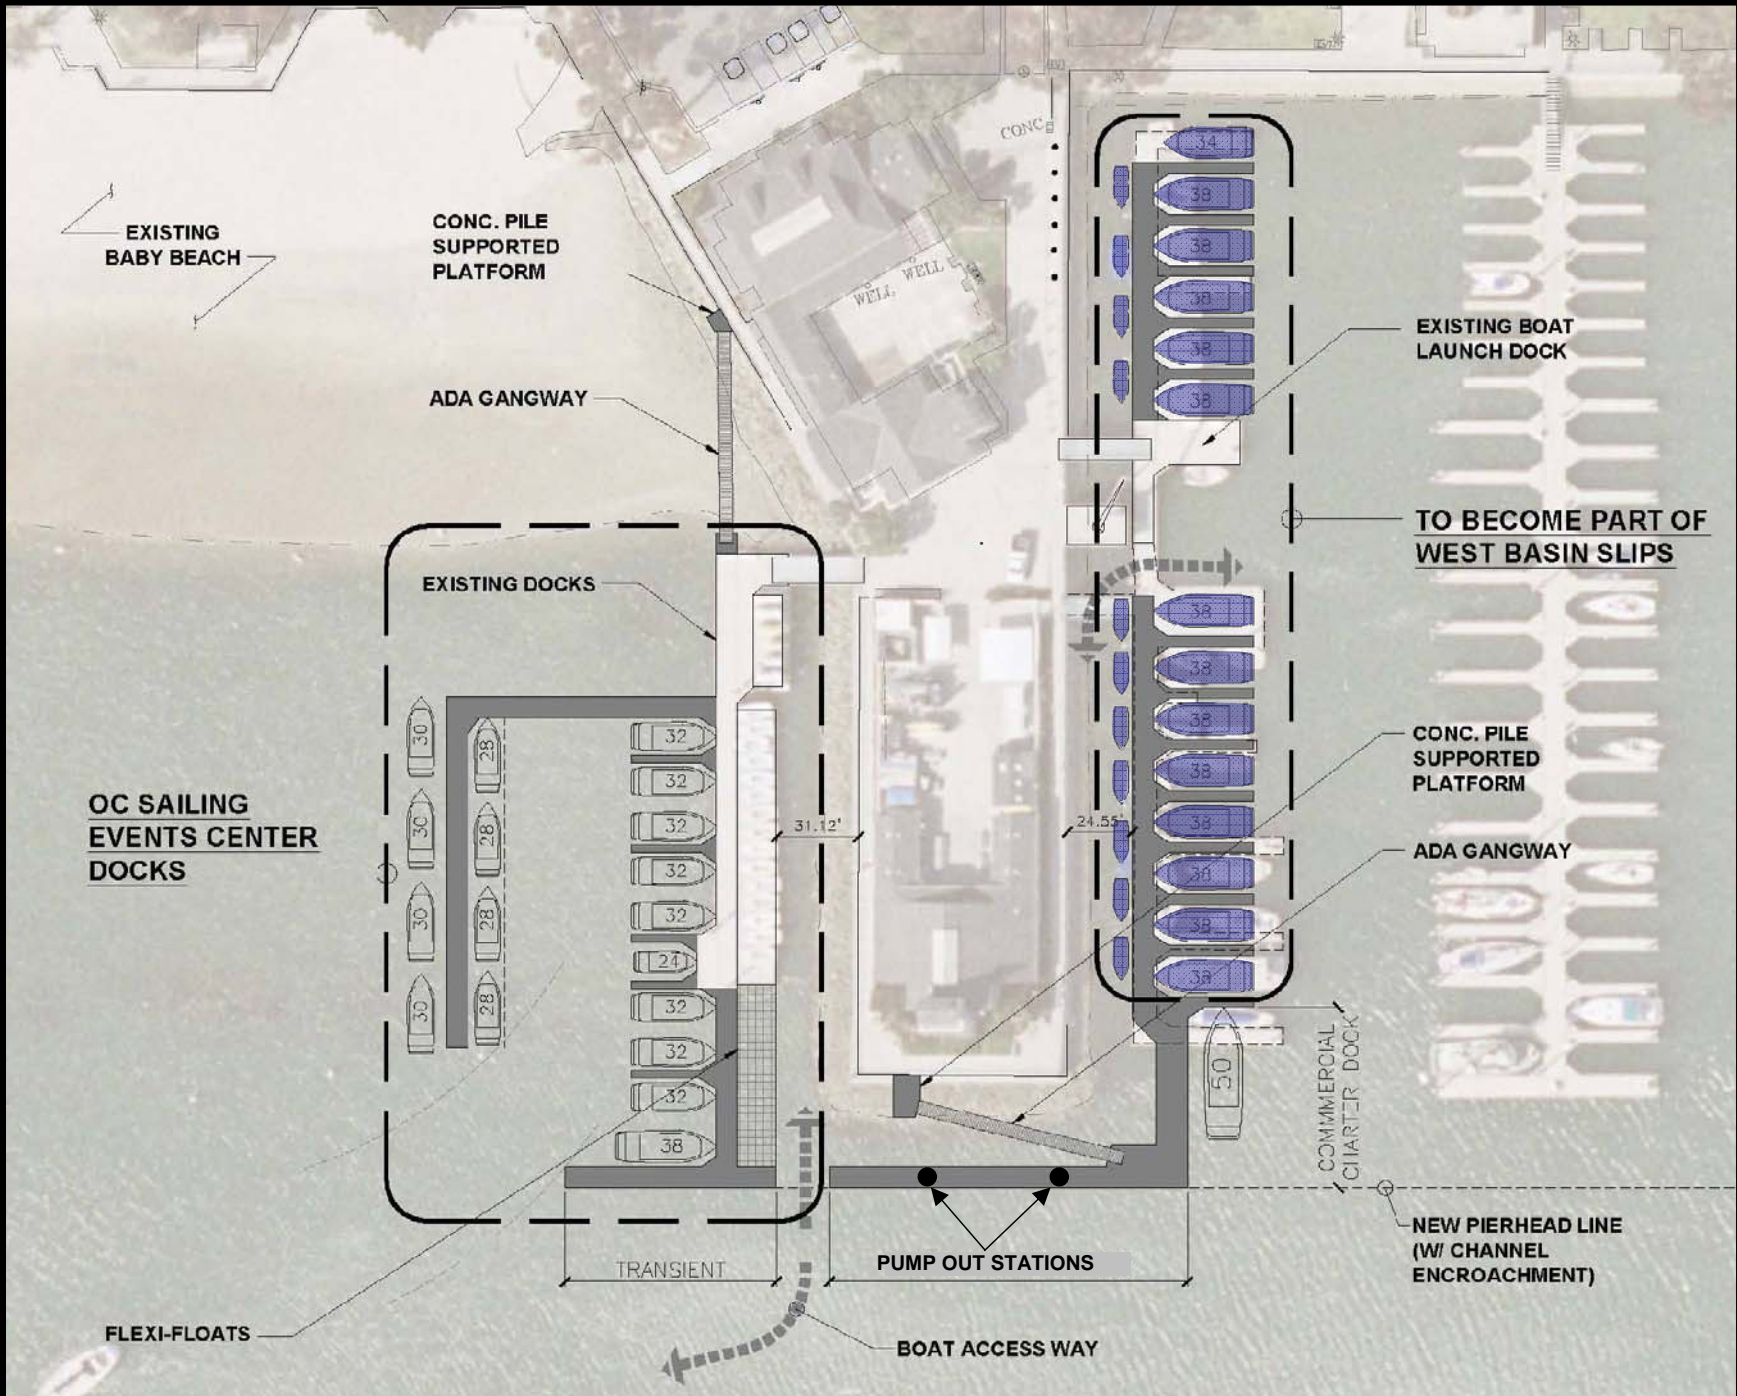 CONC
34
38
38
38
38
38
EXISTING
BABY BEACH
CONC. PILE
SUPPORTED
PLATFORM
WELL
WELL
EXISTING BOAT
LAUNCH DOCK
ADA GANGWAY
TO BECOME PART OF
WEST BASIN SLIPS
EXISTING DOCKS
38
38
38
38
38
38
38
38
CONC. PILE
SUPPORTED
PLATFORM
ADA GANGWAY
OC SAILING
EVENTS CENTER
DOCKS
30
30
30
30
28
28
28
28
32
32
32
32
32
24
32
32
32
38
31.12'
24.55'
50
COMMMERCIAL
CHARTER DOCK
NEW PIERHEAD LINE
(W/ CHANNEL
ENCROACHMENT)
PUMP OUT STATIONS
TRANSIENT
FLEXI-FLOATS
BOAT ACCESS WAY